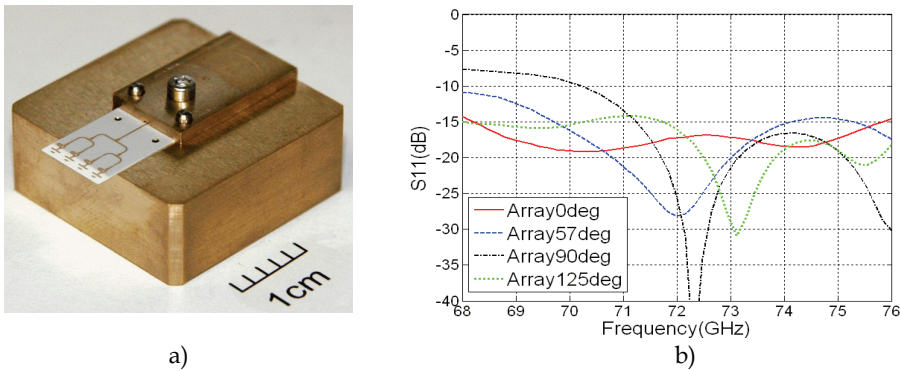 1cm
a)
S11(dB)
0
-5
-10
-15
-20
-25
-30
-35
-40
Array0deg
Array57deg
Array90deg
Array125deg
68 69 70 71 72 73 74 75 76
Frequency(GHz)
b)